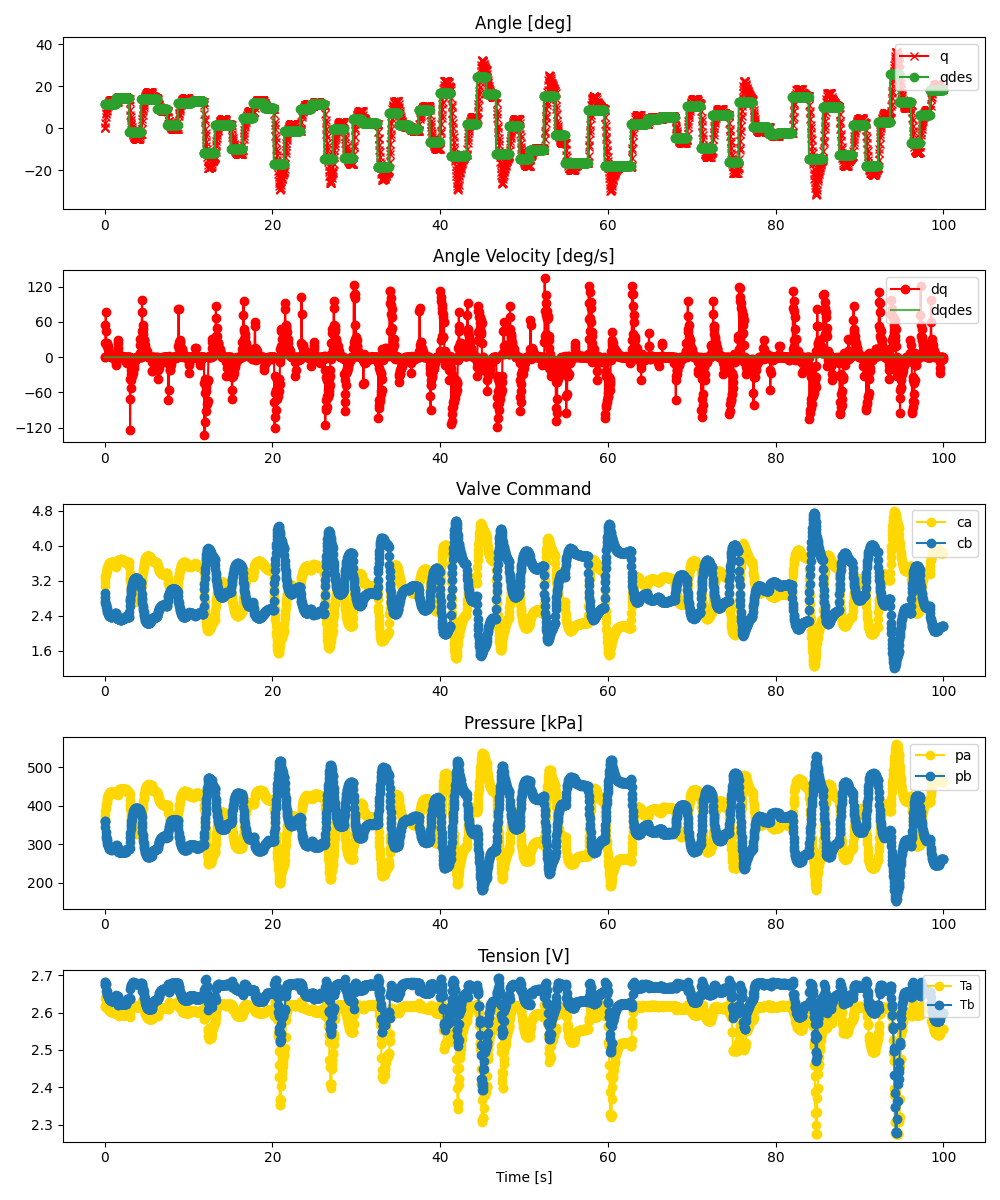 Angle [deg]
40
20
0
−20
q
qdes
0 20 40 60 80 100
Angle Velocity [deg/s]
120
60
0
−60
−120
dq
dqdes
0 20 40 60 80 100
Valve Command
4.8
4.0
3.2
2.4
1.6
ca
cb
0 20 40 60 80 100
Pressure [kPa]
500
400
300
200
pa
pb
0 20 40 60 80 100
Tension [V]
2.7
2.6
2.5
2.4
2.3
Ta
Tb
0 20 40 60 80 100
Time [s]